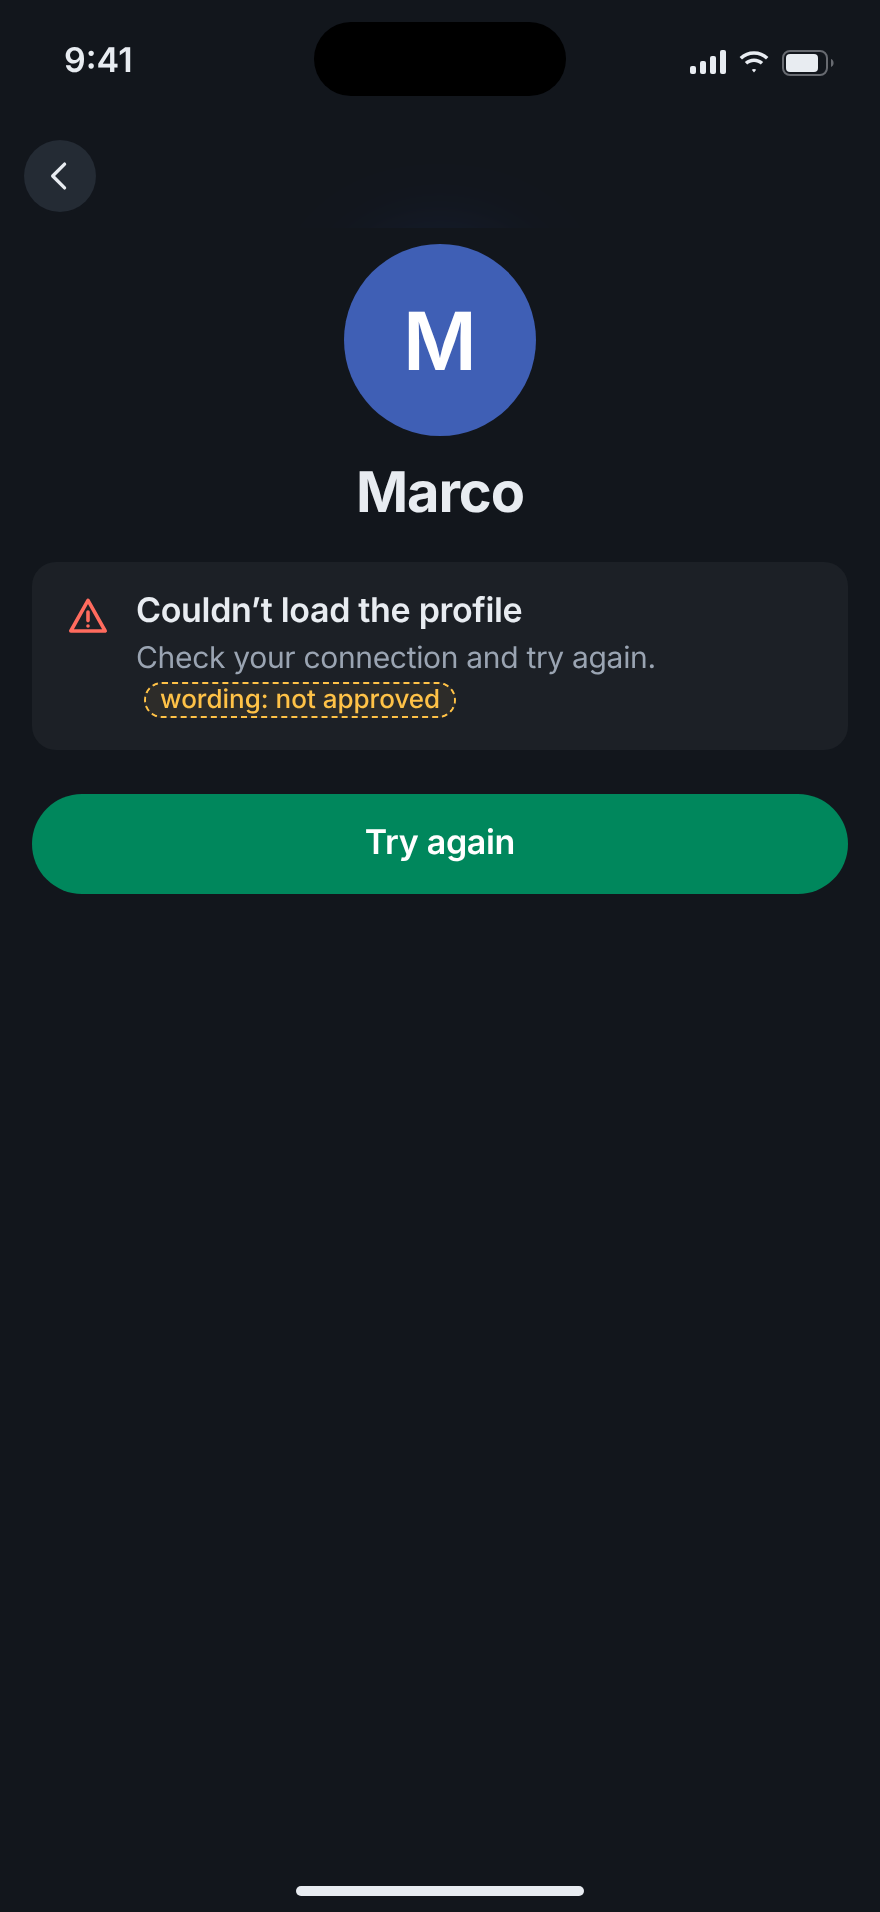 9:41
M
Marco
Couldn’t load the profile
Check your connection and try again.
wording: not approved
Try again